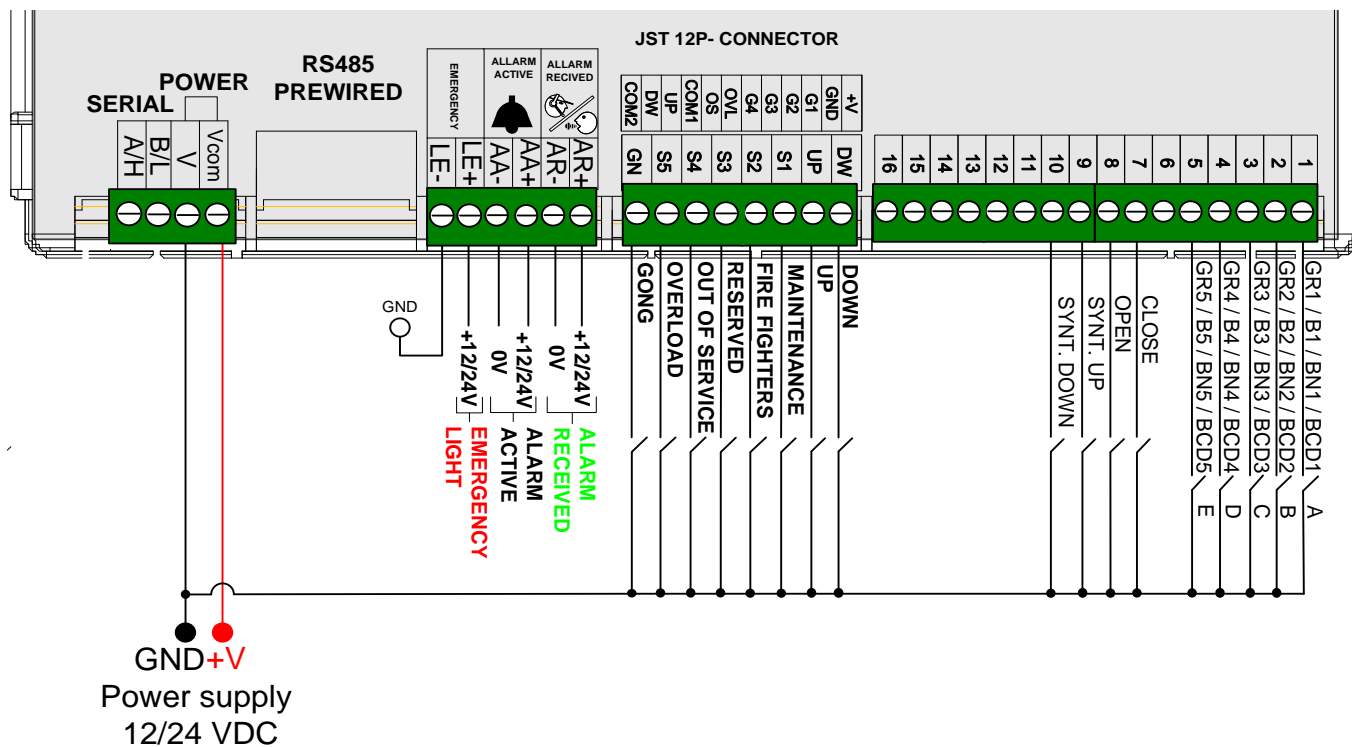 JST 12P- CONNECTOR
RS485
PREWIRED
POWER
SERIAL
A/H
B/L
V
Vcom
EMERGENCY
ALLARM
ACTIVE
ALLARM
RECIVED
LE-
LE+
AA-
AA+
AR-
AR+
COM2
DW
UP
COM1
OS
OVL
G4
G3
G2
G1
GND
+V
GN
S5
S4
S3
S2
S1
UP
DW
16
15
14
13
12
11
10
9
8
7
6
5
4
3
2
1
GND
+12/24V
0V
+12/24V
0V
+12/24V
EMERGENCY
LIGHT
ALARM
ACTIVE
ALARM
RECEIVED
GONG
OVERLOAD
OUT OF SERVICE
RESERVED
FIRE FIGHTERS
MAINTENANCE
UP
DOWN
SYNT. DOWN
SYNT. UP
OPEN
CLOSE
GR5 / B5 / BN5 / BCD5
GR4 / B4 / BN4 / BCD4
GR3 / B3 / BN3 / BCD3
GR2 / B2 / BN2 / BCD2
GR1 / B1 / BN1 / BCD1
E
D
C
B
A
GND +V
Power supply
12/24 VDC